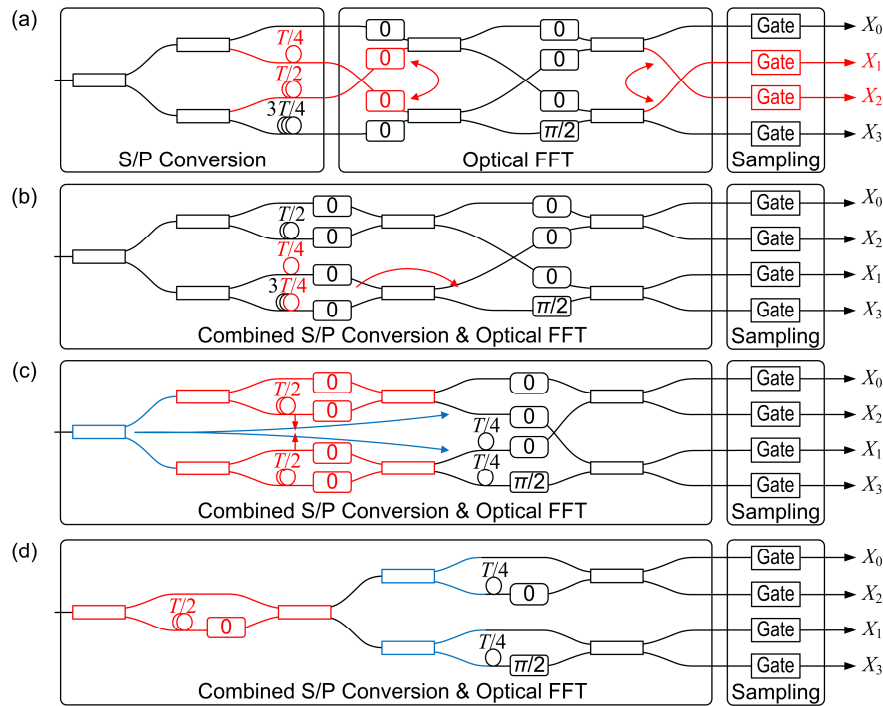 (a)
T/4
T/2
3T/4
0
0
0
0
0
0
0
π/2
Gate
Gate
Gate
Gate
X0
X1
X2
X3
S/P Conversion
Optical FFT
Sampling
(b)
T/2
T/4
3T/4
0
0
0
0
0
0
0
π/2
Gate
Gate
Gate
Gate
X0
X2
X1
X3
Combined S/P Conversion & Optical FFT
Sampling
(c)
T/2
T/2
0
0
0
0
T/4
T/4
0
0
0
π/2
Gate
Gate
Gate
Gate
X0
X2
X1
X3
Combined S/P Conversion & Optical FFT
Sampling
(d)
T/2
0
T/4
0
T/4
π/2
Gate
Gate
Gate
Gate
X0
X2
X1
X3
Combined S/P Conversion & Optical FFT
Sampling